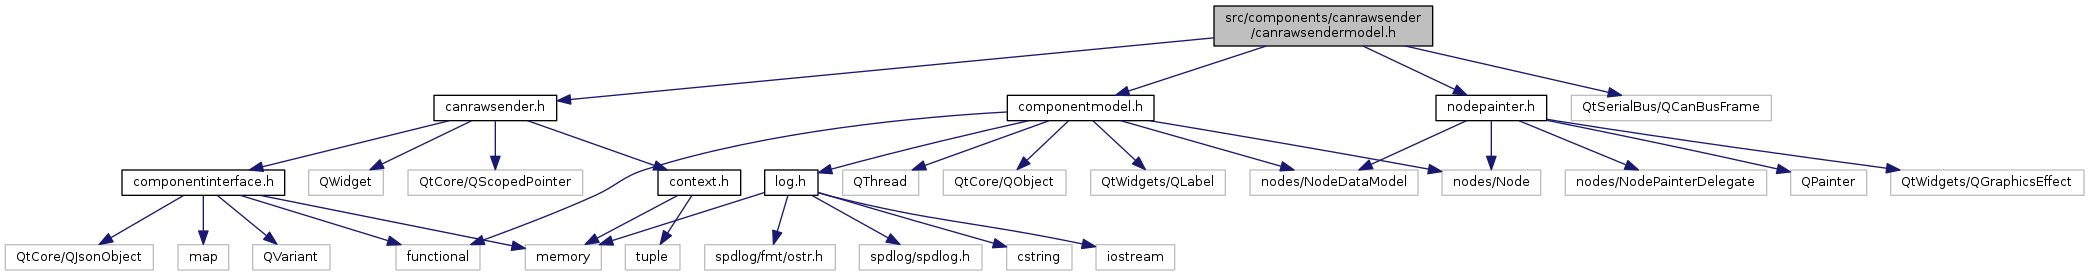 src/components/canrawsender
/canrawsendermodel.h
canrawsender.h
componentmodel.h
nodepainter.h
QtSerialBus/QCanBusFrame
componentinterface.h
QWidget
QtCore/QScopedPointer
context.h
log.h
QThread
QtCore/QObject
QtWidgets/QLabel
nodes/NodeDataModel
nodes/Node
nodes/NodePainterDelegate
QPainter
QtWidgets/QGraphicsEffect
QtCore/QJsonObject
map
QVariant
functional
memory
tuple
spdlog/fmt/ostr.h
spdlog/spdlog.h
cstring
iostream